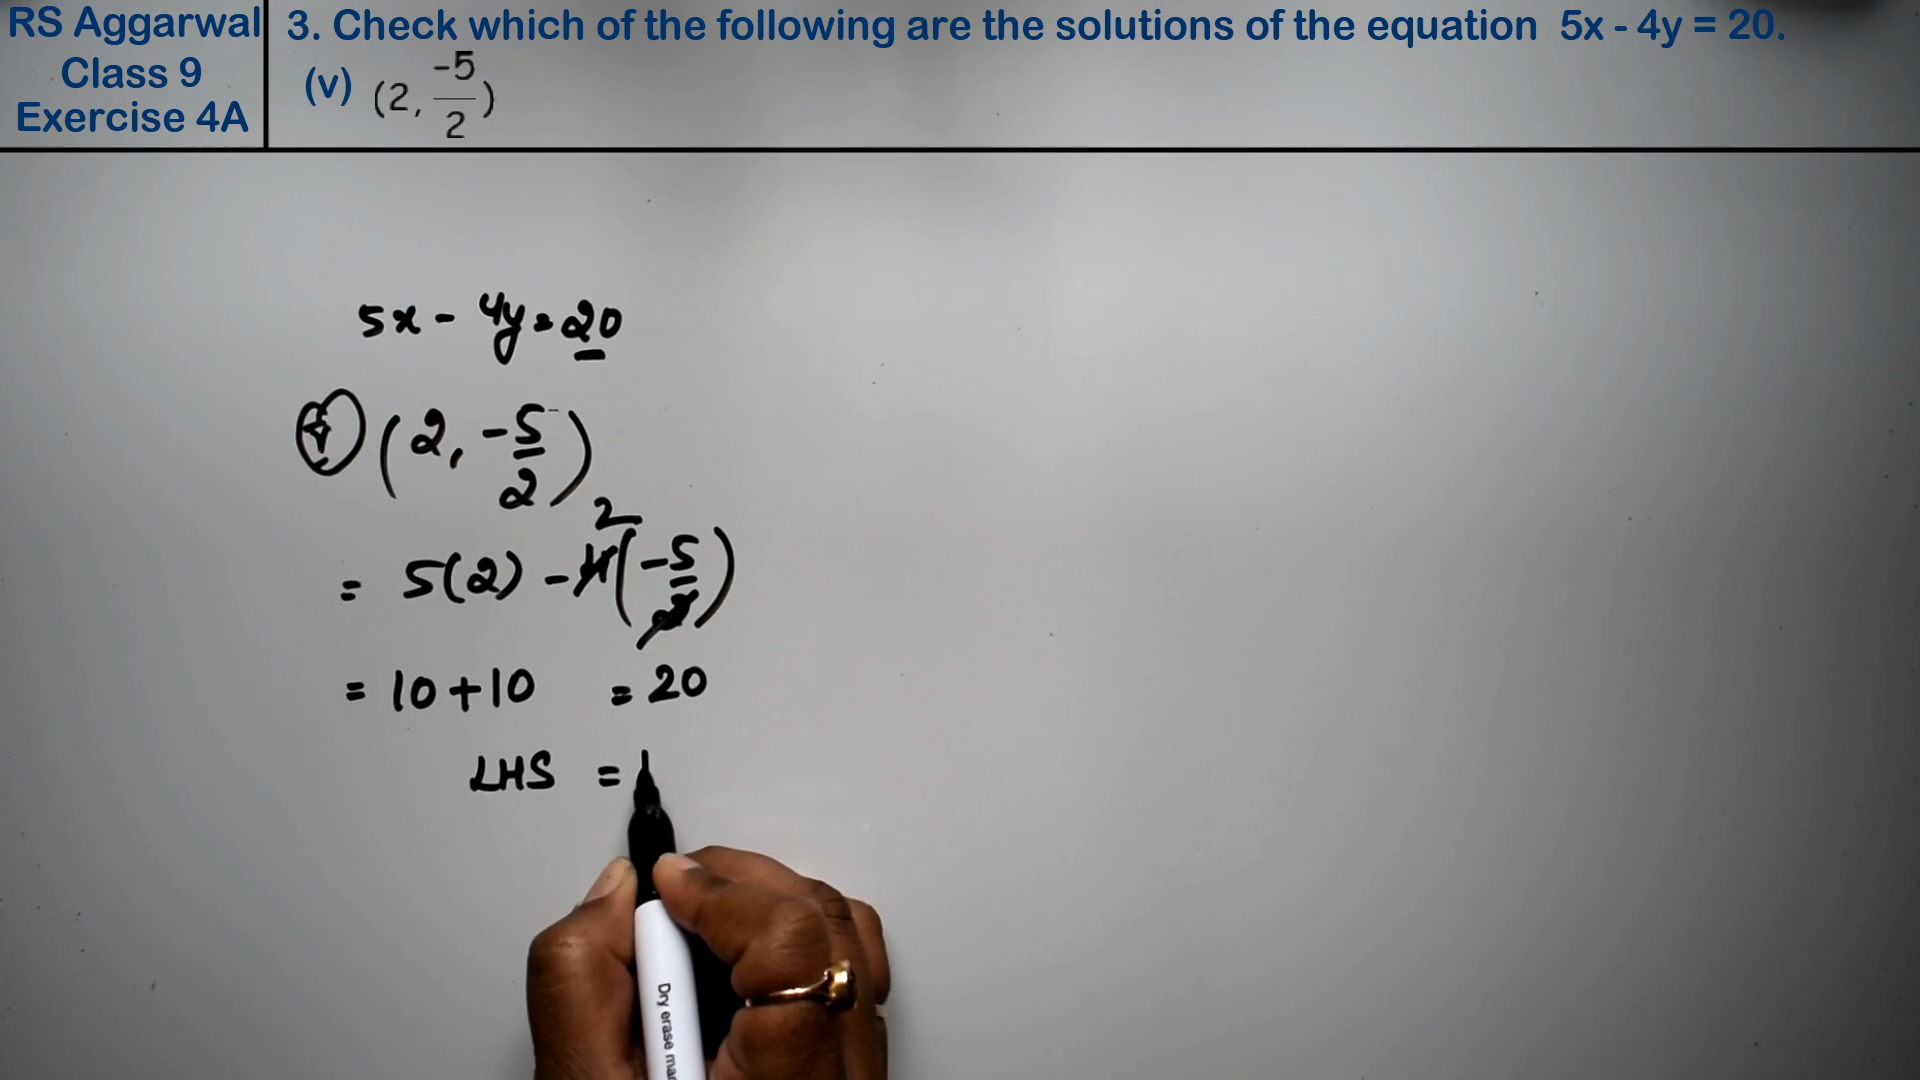 RS Aggarwal
Class 9
Exercise 4A
3. Check which of the following are the solutions of the equation 5x - 4y = 20.
(v) (2, -5/2)
5x - 4y = 20
(2, -5/2)
= 5(2) - 4(-5/2) 2
= 10+10 = 20
LHS =
Dry erase mar